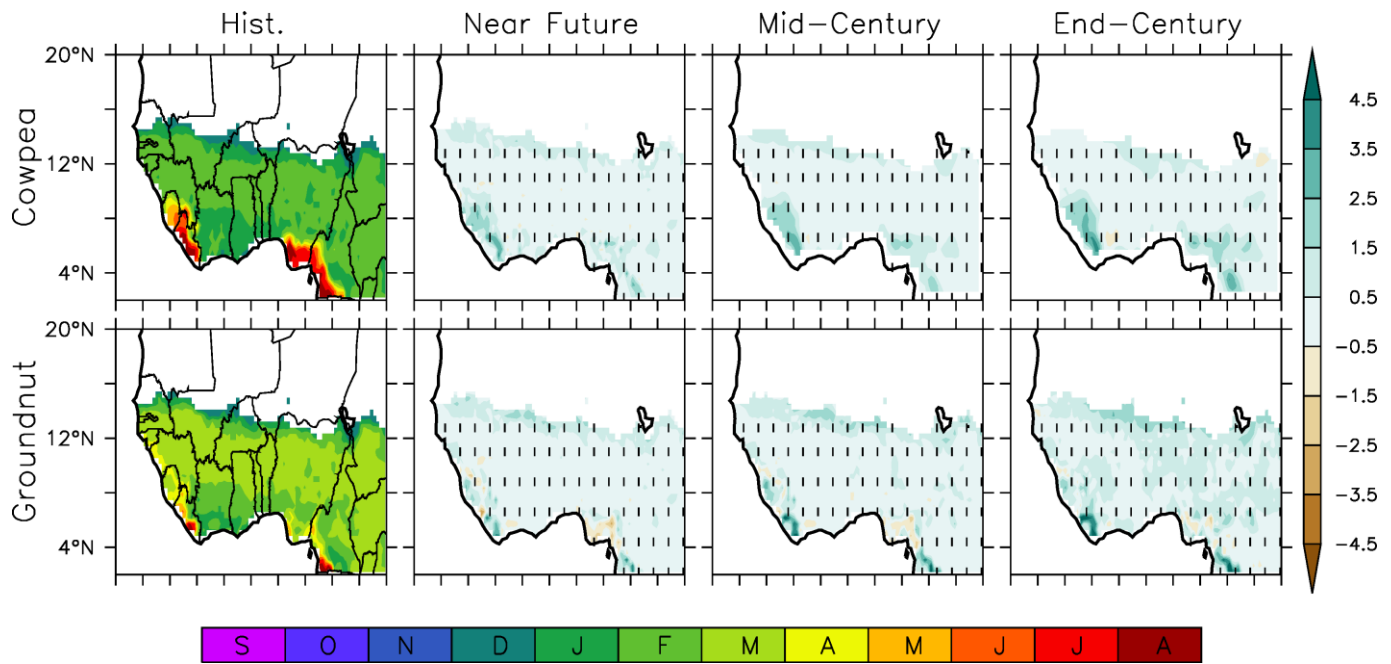 Hist. Near Future Mid-Century End-Century
20°N
Cowpea
12°N
4°N
20°N
Groundnut
12°N
4°N
4.5
3.5
2.5
1.5
0.5
-0.5
-1.5
-2.5
-3.5
-4.5
S O N D J F M A M J J A